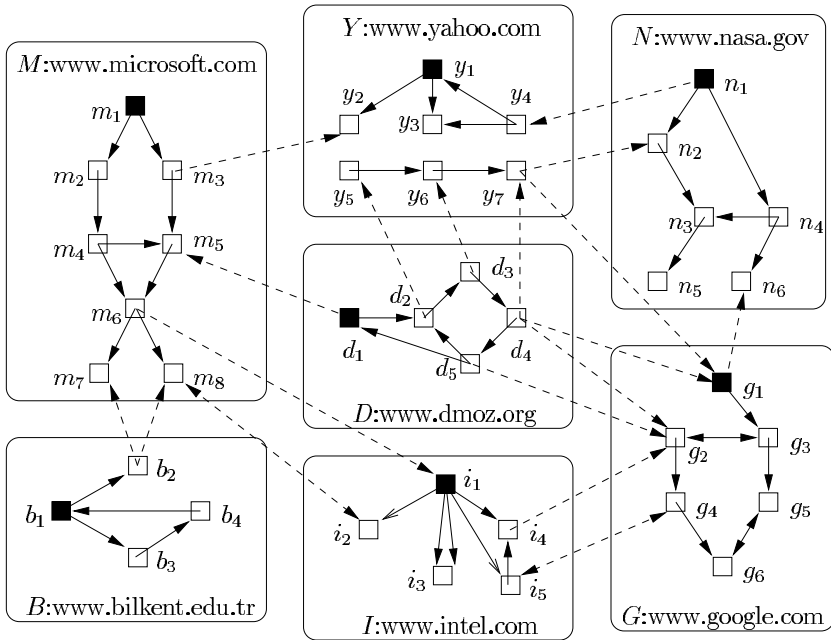 M:www.microsoft.com
m1
m2
m3
m4
m5
m6
m7
m8
Y:www.yahoo.com
y1
y2
y3
y4
y5
y6
y7
N:www.nasa.gov
n1
n2
n3
n4
n5
n6
d1
d2
d3
d4
d5
D:www.dmoz.org
b1
b2
b3
b4
B:www.bilkent.edu.tr
i1
i2
i3
i4
i5
I:www.intel.com
g1
g2
g3
g4
g5
g6
G:www.google.com